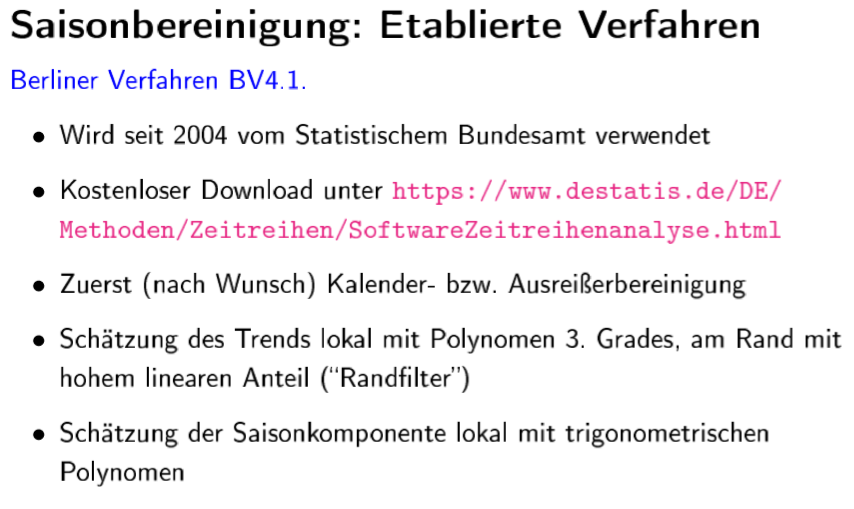 Saisonbereinigung: Etablierte Verfahren
Berliner Verfahren BV4.1.
• Wird seit 2004 vom Statistischem Bundesamt verwendet
• Kostenloser Download unter https://www.destatis.de/DE/
Methoden/Zeitreihen/SoftwareZeitreihenanalyse.html
• Zuerst (nach Wunsch) Kalender- bzw. Ausreißerbereinigung
• Schätzung des Trends lokal mit Polynomen 3. Grades, am Rand mit
hohem linearen Anteil (“Randfilter”)
• Schätzung der Saisonkomponente lokal mit trigonometrischen
Polynomen